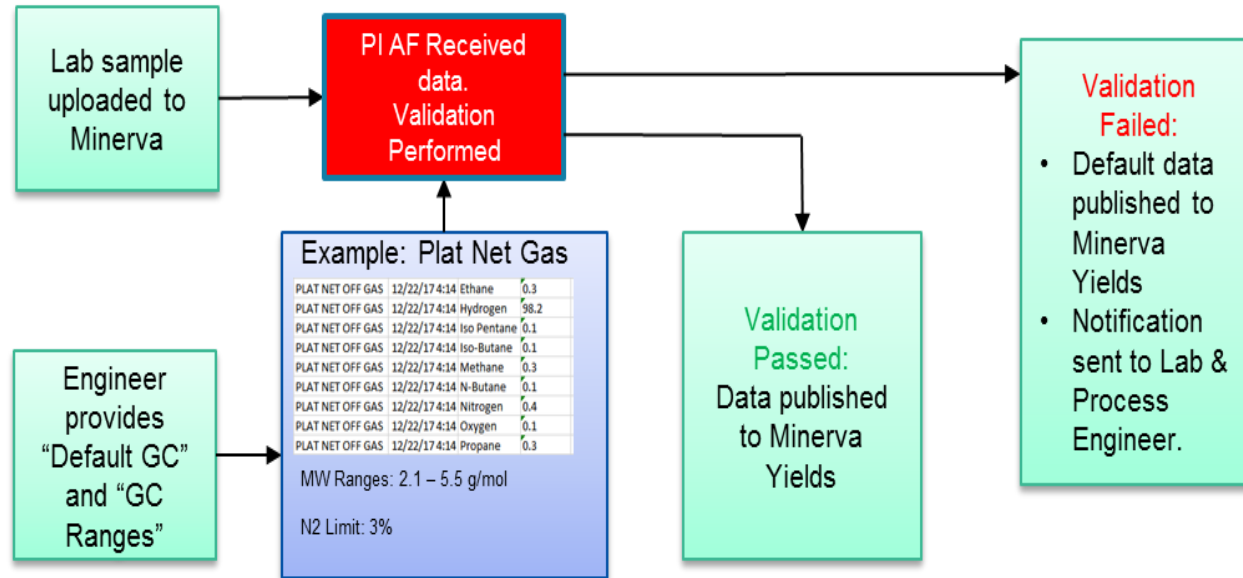 Lab sample
uploaded to
Minerva
PI AF Received
data.
Validation
Performed
Validation
Failed:
• Default data
published to
Minerva
Yields
• Notification
sent to Lab &
Process
Engineer.
Engineer
provides
“Default GC”
and “GC
Ranges”
Example: Plat Net Gas
PLAT NET OFF GAS 12/22/17 4:14 Ethane 0.3
PLAT NET OFF GAS 12/22/17 4:14 Hydrogen 98.2
PLAT NET OFF GAS 12/22/17 4:14 Iso Pentane 0.1
PLAT NET OFF GAS 12/22/17 4:14 Iso-Butane 0.1
PLAT NET OFF GAS 12/22/17 4:14 Methane 0.3
PLAT NET OFF GAS 12/22/17 4:14 N-Butane 0.1
PLAT NET OFF GAS 12/22/17 4:14 Nitrogen 0.4
PLAT NET OFF GAS 12/22/17 4:14 Oxygen 0.1
PLAT NET OFF GAS 12/22/17 4:14 Propane 0.3
MW Ranges: 2.1 – 5.5 g/mol
N2 Limit: 3%
Validation
Passed:
Data published
to Minerva
Yields